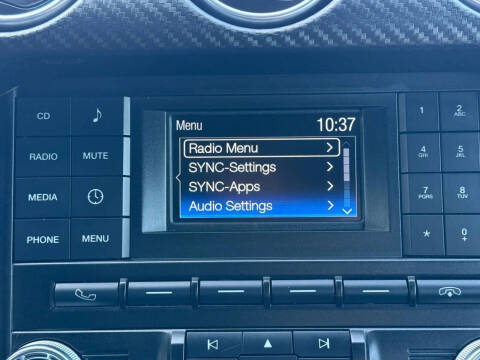 CD
RADIO
MUTE
MEDIA
PHONE
MENU
Menu 10:37
Radio Menu
SYNC-Settings
SYNC-Apps
Audio Settings
1 2 ABC
4 GHI 5 JKL
7 PQRS 8 TUV
* 0 +